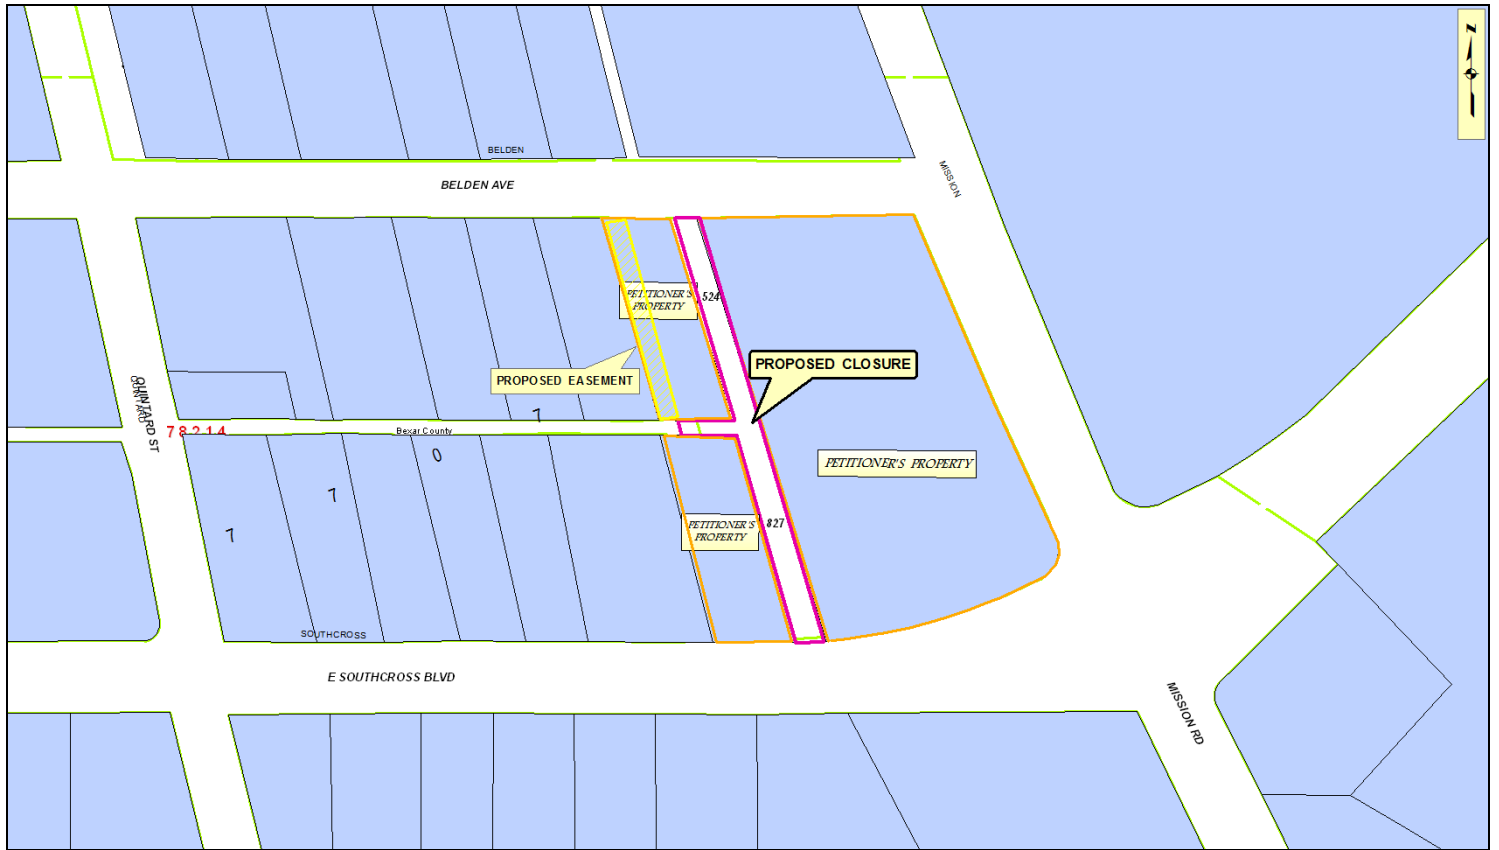 Z
BELDEN
BELDEN AVE
MISSION
PETITIONER'S
PROPERTY
524
PROPOSED CLOSURE
PROPOSED EASEMENT
QUINTARD
QUINTARD ST
78214
Bexar County
7
0
7
7
PETITIONER'S PROPERTY
PETITIONER'S
PROPERTY
827
SOUTHCROSS
E SOUTHCROSS BLVD
MISSION RD